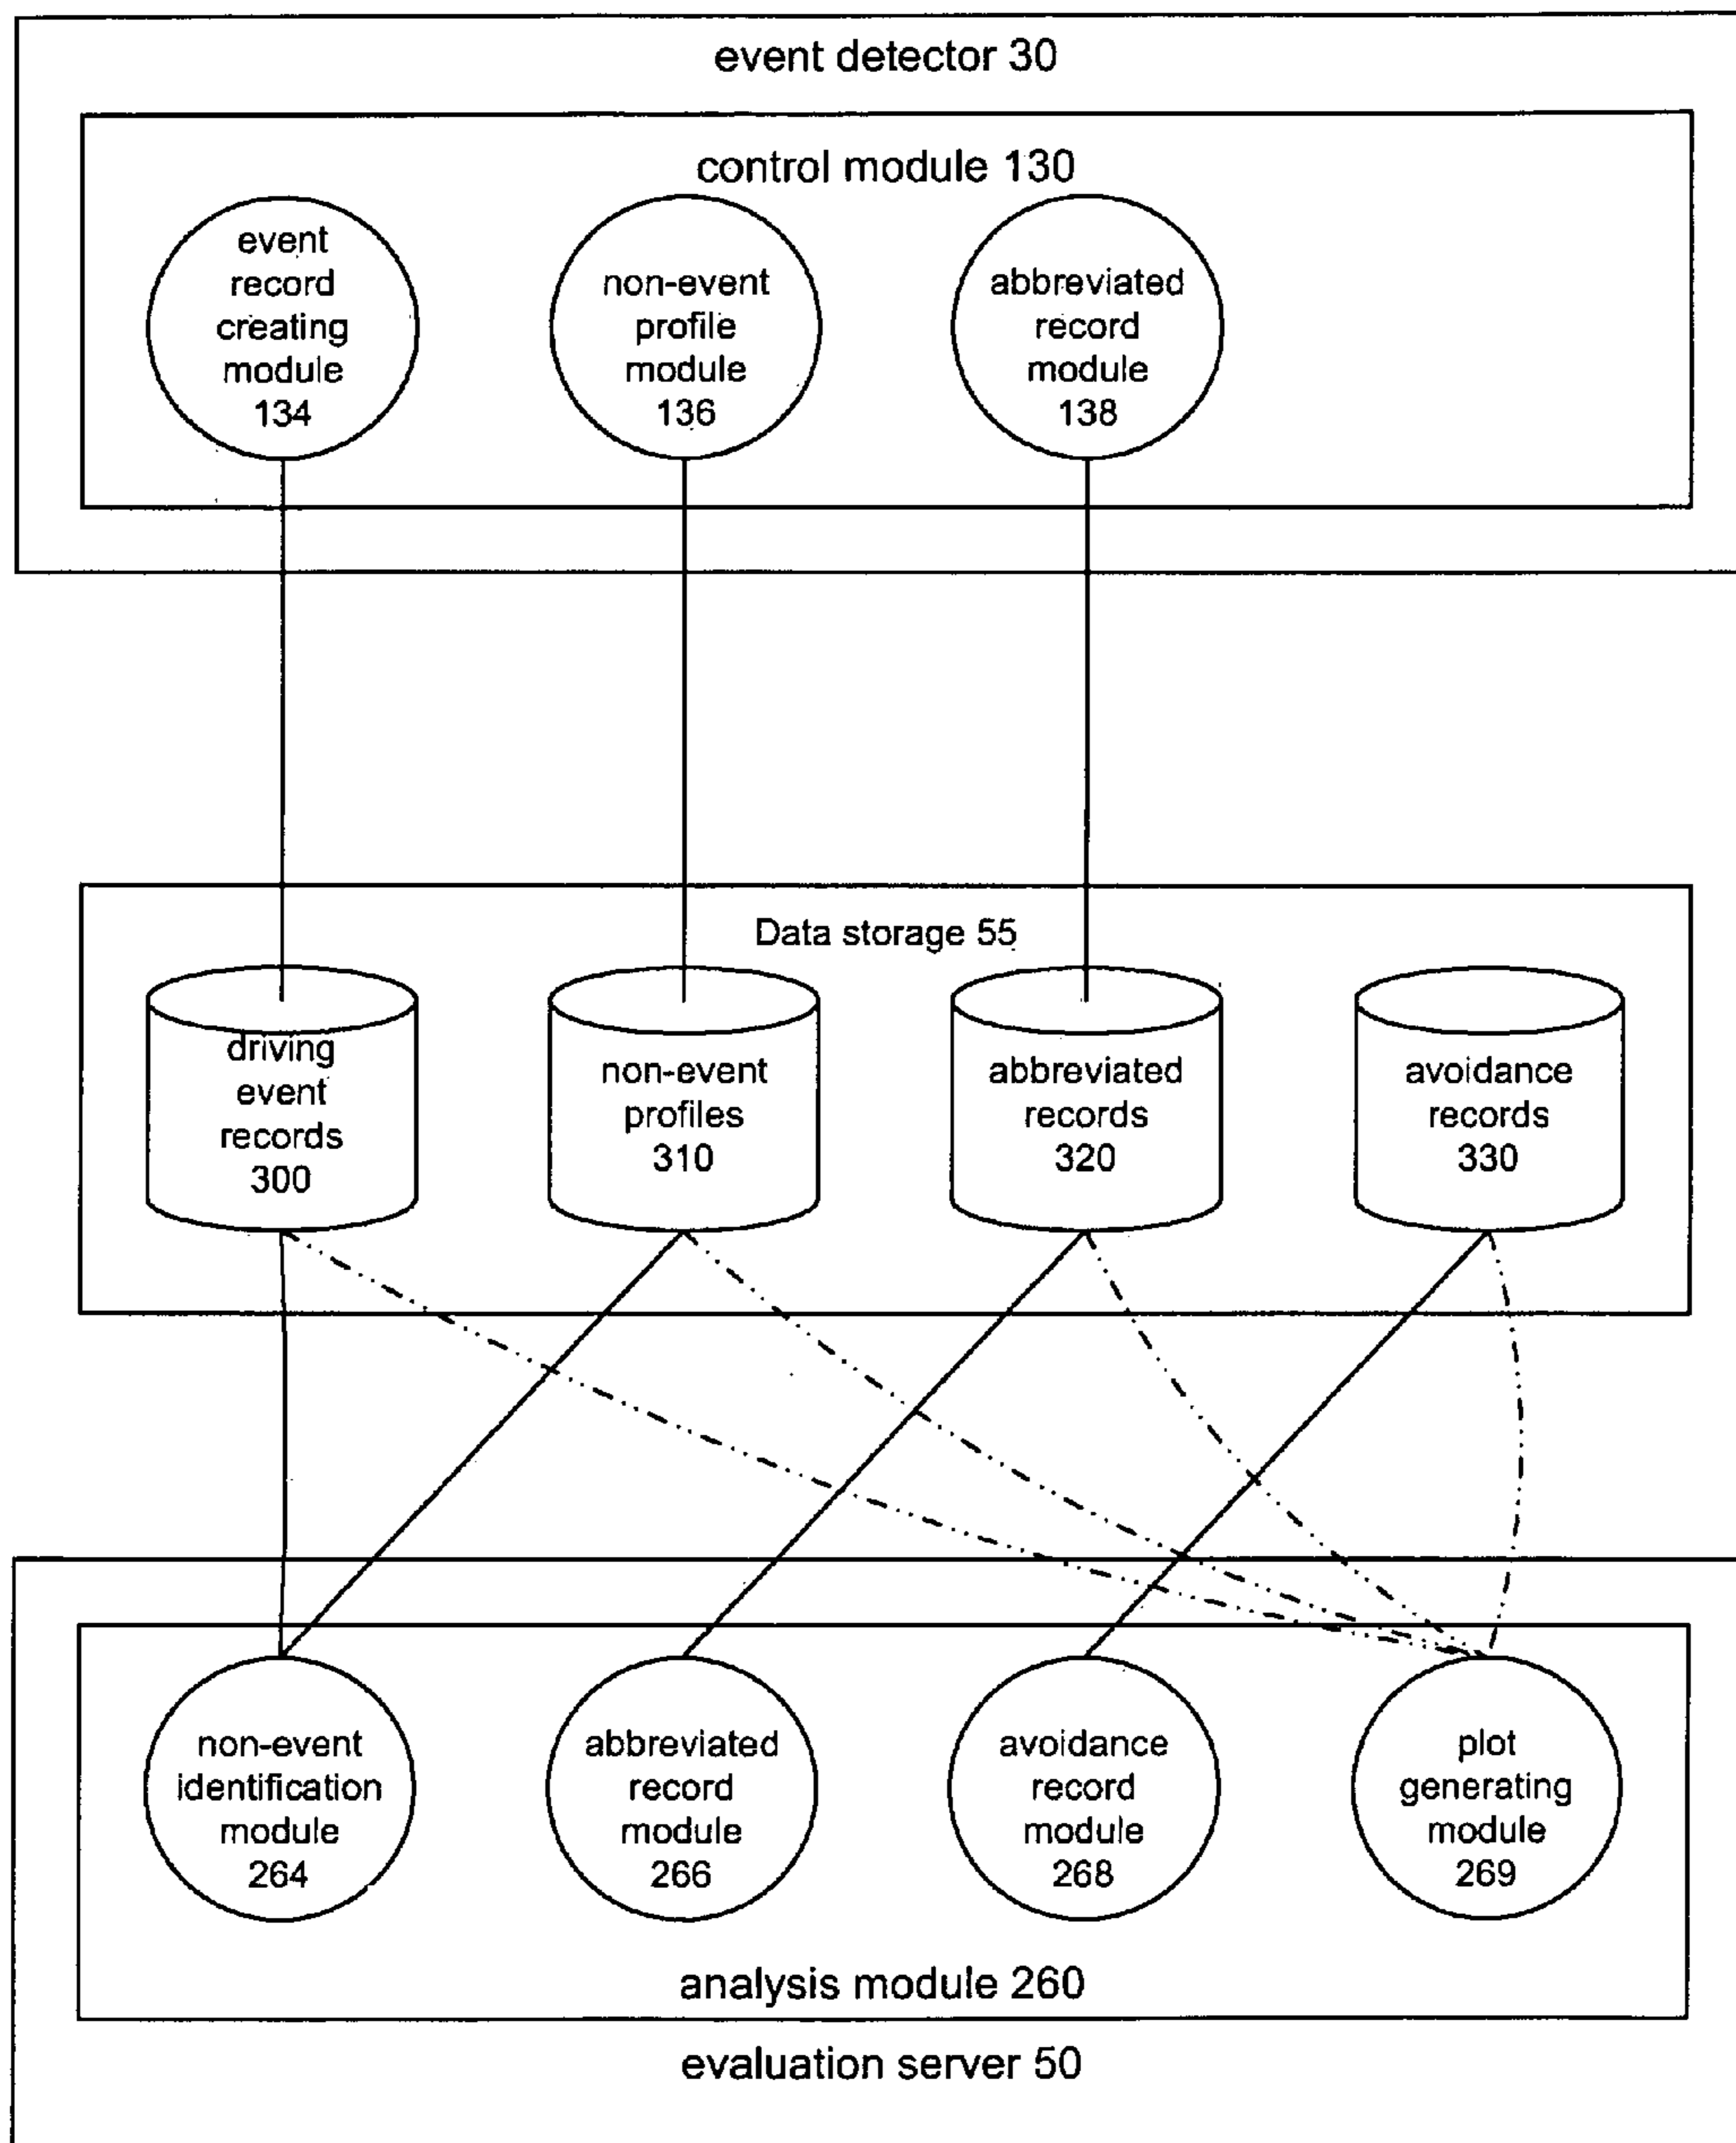 event detector 30
control module 130
event
record
creating
module
134
non-event
profile
module
136
abbreviated
record
module
138
Data storage 55
driving
event
records
300
non-event
profiles
310
abbreviated
records
320
avoidance
records
330
non-event
identification
module
264
abbreviated
record
module
266
avoidance
record
module
268
plot
generating
module
269
analysis module 260
evaluation server 50